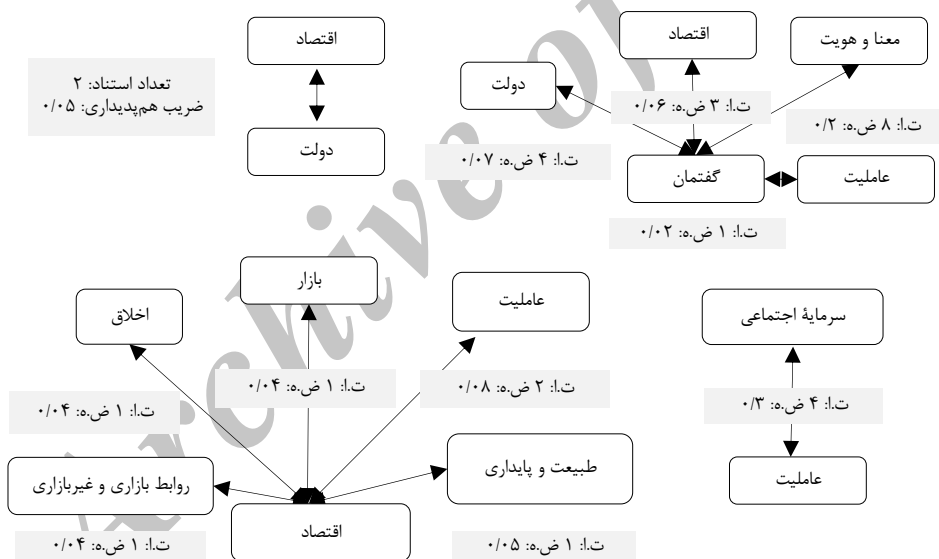 اقتصاد
تعداد استناد: ۲
ضریب هم‌پدیداری: ۰/۰۵
دولت
اقتصاد
معنا و هویت
دولت
ت.ا: ۳ ض.ه: ۰/۰۶
ت.ا: ۸ ض.ه: ۰/۲
ت.ا: ۴ ض.ه: ۰/۰۷
گفتمان
عاملیت
ت.ا: ۱ ض.ه: ۰/۰۲
بازار
اخلاق
عاملیت
ت.ا: ۱ ض.ه: ۰/۰۴
ت.ا: ۲ ض.ه: ۰/۰۸
ت.ا: ۱ ض.ه: ۰/۰۴
طبیعت و پایداری
روابط بازاری و غیربازاری
اقتصاد
ت.ا: ۱ ض.ه: ۰/۰۴
ت.ا: ۱ ض.ه: ۰/۰۵
سرمایهٔ اجتماعی
ت.ا: ۴ ض.ه: ۰/۳
عاملیت
Archive of